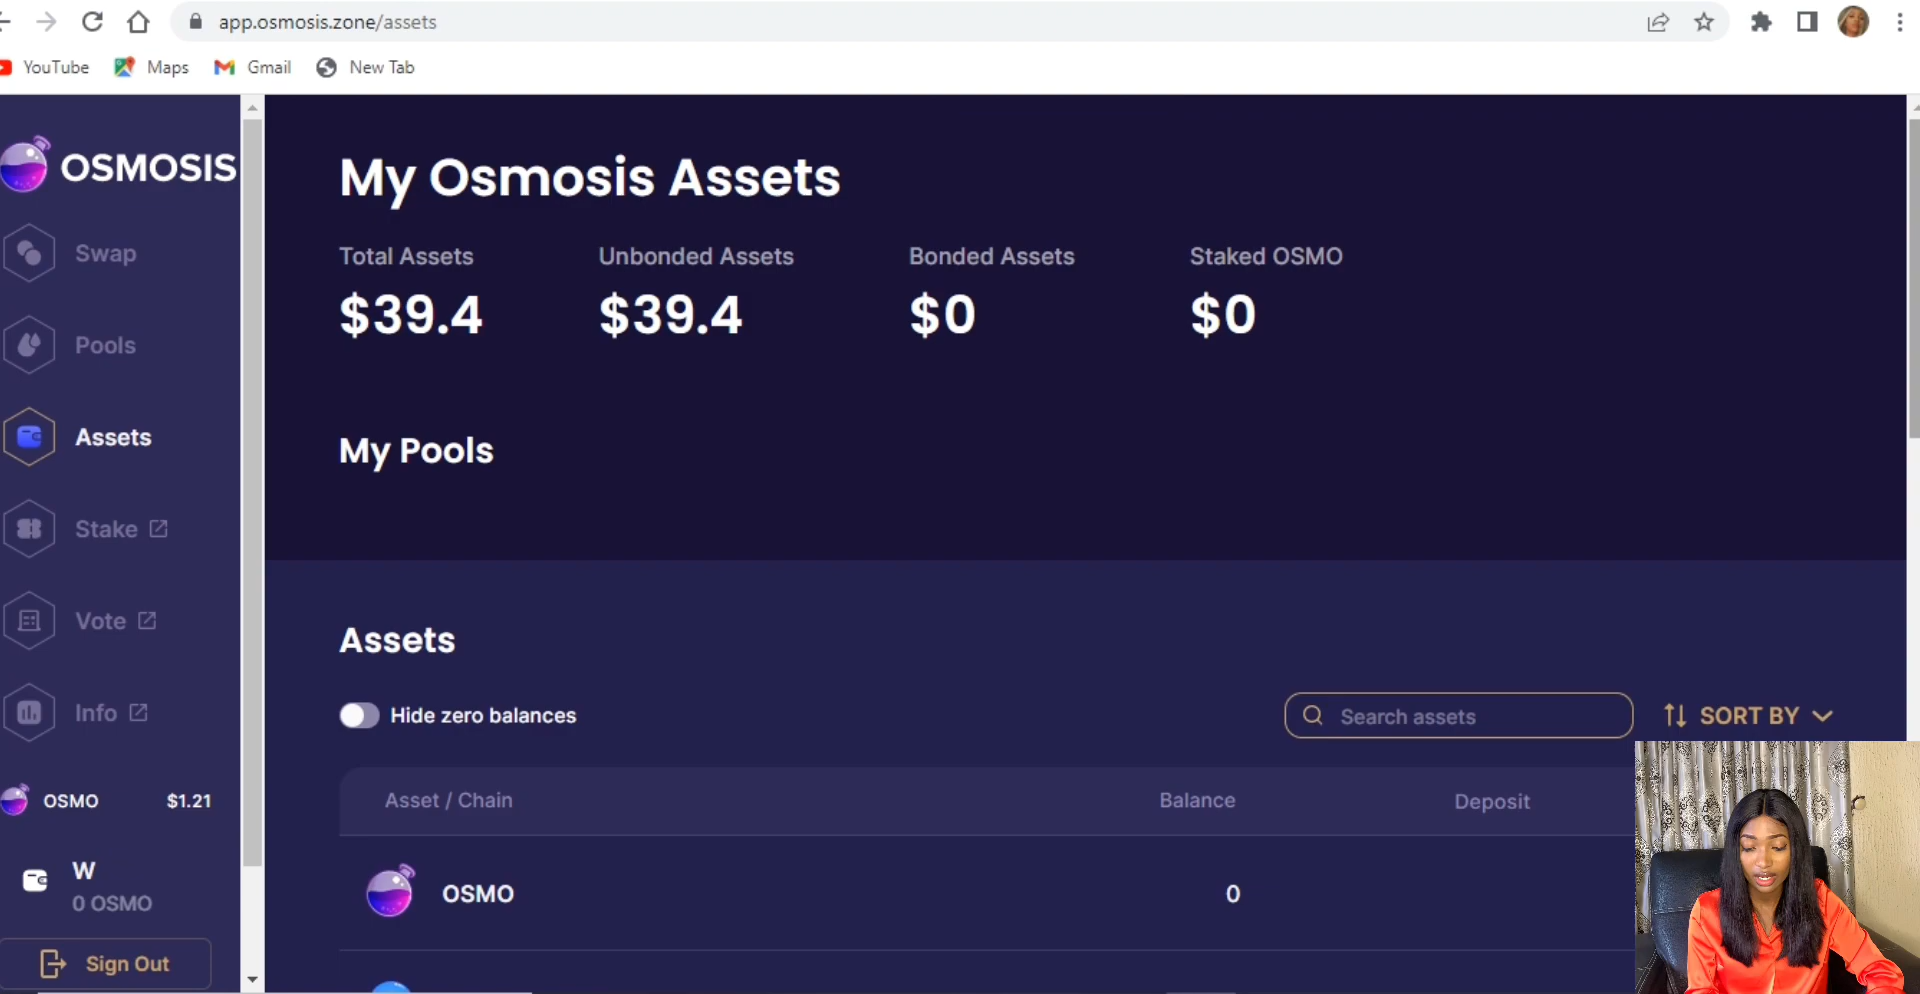 app.osmosis.zone/assets
YouTube
Maps
Gmail
New Tab
OSMOSIS
Swap
Pools
Assets
Stake
Vote
Info
OSMO $1.21
W
0 OSMO
Sign Out
My Osmosis Assets
Total Assets Unbonded Assets Bonded Assets Staked OSMO
$39.4 $39.4 $0 $0
My Pools
Assets
Hide zero balances
Search assets
SORT BY
Asset / Chain Balance Deposit
OSMO 0